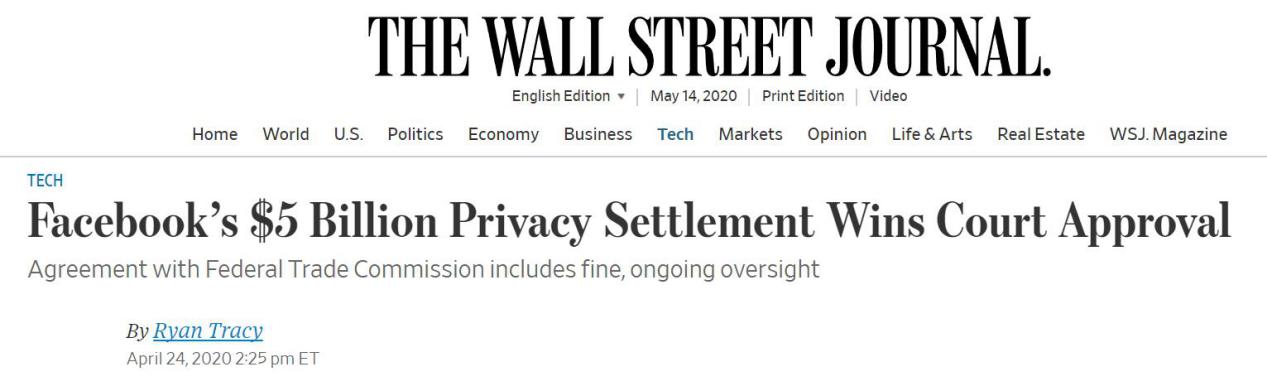 THE WALL STREET JOURNAL.
English Edition ▾ | May 14, 2020 | Print Edition | Video
Home World U.S. Politics Economy Business Tech Markets Opinion Life & Arts Real Estate WSJ. Magazine
TECH
Facebook’s $5 Billion Privacy Settlement Wins Court Approval
Agreement with Federal Trade Commission includes fine, ongoing oversight
By Ryan Tracy
April 24, 2020 2:25 pm ET